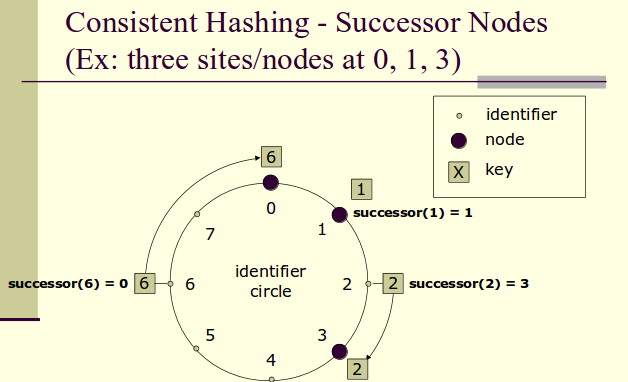 Consistent Hashing - Successor Nodes
(Ex: three sites/nodes at 0, 1, 3)
identifier
node
X key
6
1
0
successor(1) = 1
1
7
identifier
circle
successor(6) = 0 6 6
2 2 successor(2) = 3
5
3
4
2